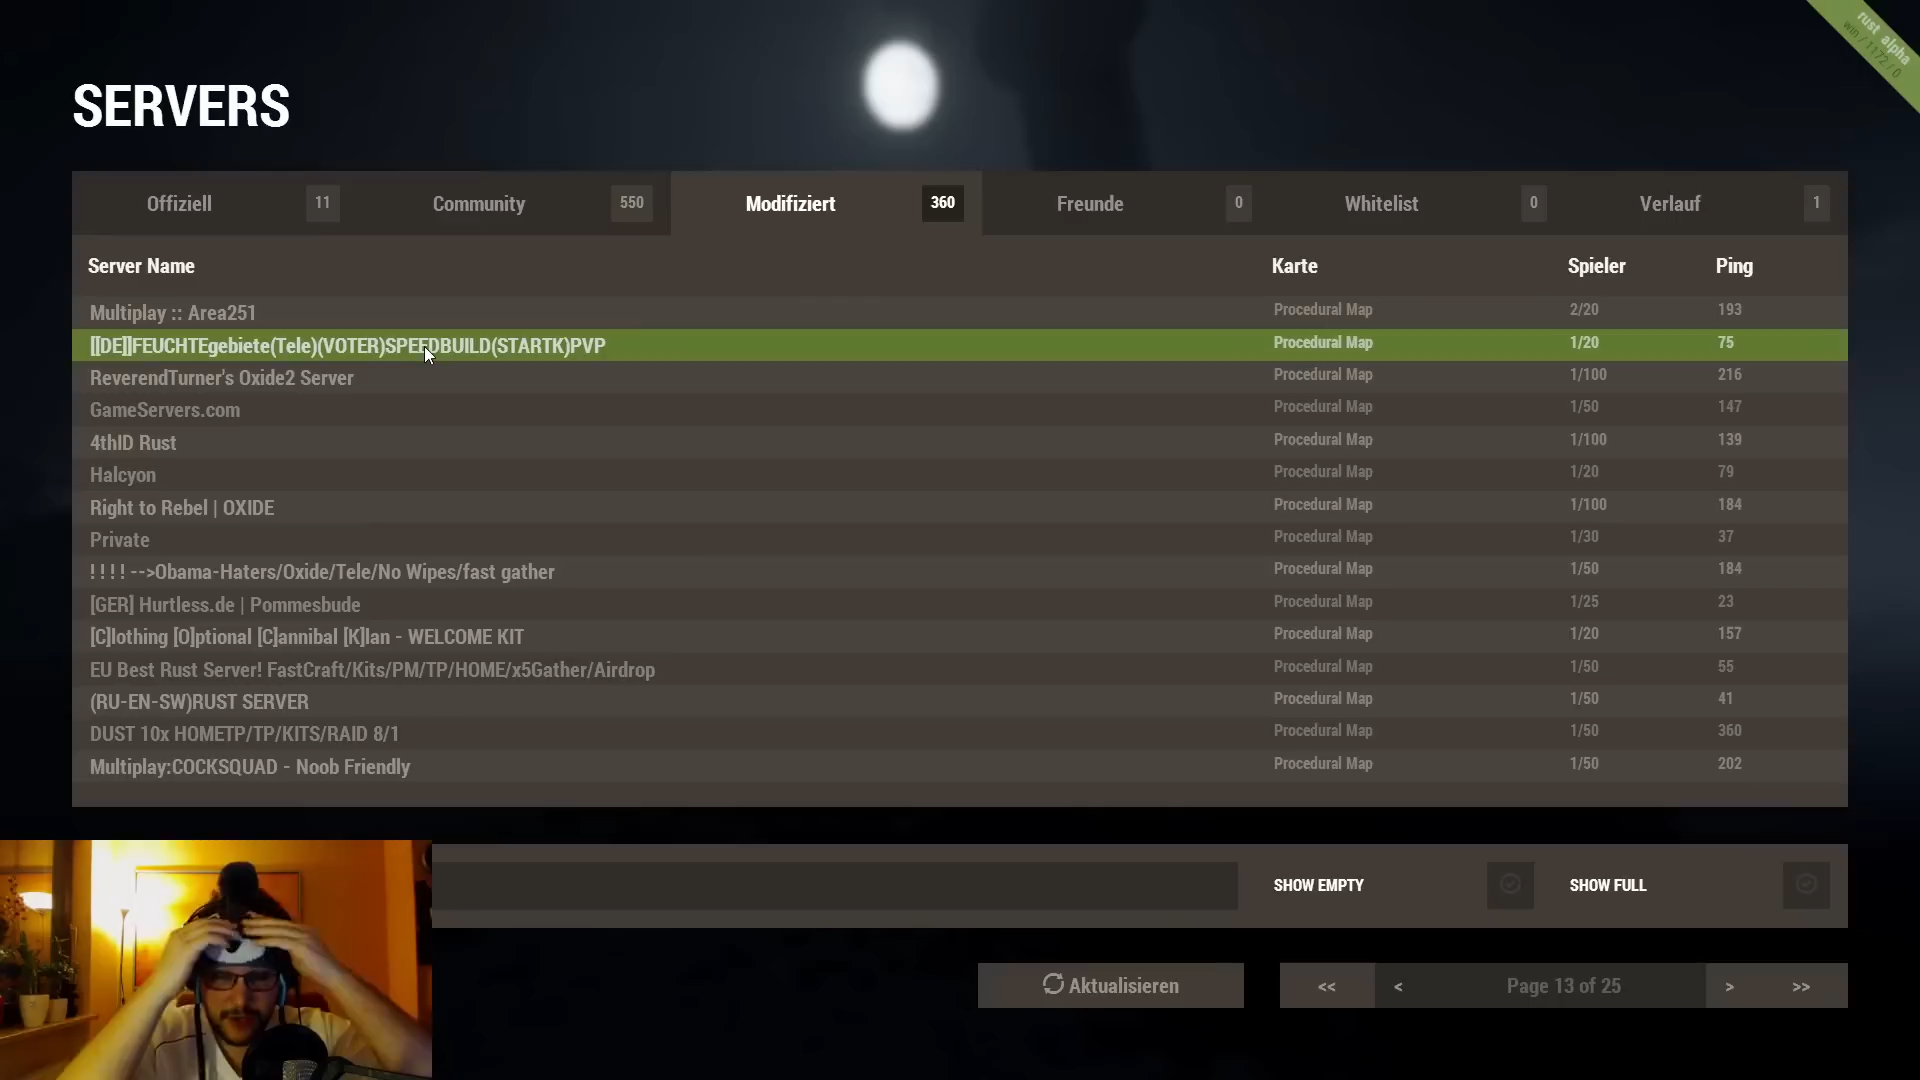 rust alpha
win / 1172 / 0
SERVERS
Offiziell 11 Community 550 Modifiziert 360 Freunde 0 Whitelist 0 Verlauf 1
Server Name Karte Spieler Ping
Multiplay :: Area251 Procedural Map 2/20 193
[[DE]]FEUCHTEgebiete(Tele)(VOTER)SPEEDBUILD(STARTK)PVP Procedural Map 1/20 75
ReverendTurner's Oxide2 Server Procedural Map 1/100 216
GameServers.com Procedural Map 1/50 147
4thID Rust Procedural Map 1/100 139
Halcyon Procedural Map 1/20 79
Right to Rebel | OXIDE Procedural Map 1/100 184
Private Procedural Map 1/30 37
! ! ! ! -->Obama-Haters/Oxide/Tele/No Wipes/fast gather Procedural Map 1/50 184
[GER] Hurtless.de | Pommesbude Procedural Map 1/25 23
[C]lothing [O]ptional [C]annibal [K]lan - WELCOME KIT Procedural Map 1/20 157
EU Best Rust Server! FastCraft/Kits/PM/TP/HOME/x5Gather/Airdrop Procedural Map 1/50 55
(RU-EN-SW)RUST SERVER Procedural Map 1/50 41
DUST 10x HOMETP/TP/KITS/RAID 8/1 Procedural Map 1/50 360
Multiplay:COCKSQUAD - Noob Friendly Procedural Map 1/50 202
SHOW EMPTY SHOW FULL
Aktualisieren << < Page 13 of 25 > >>